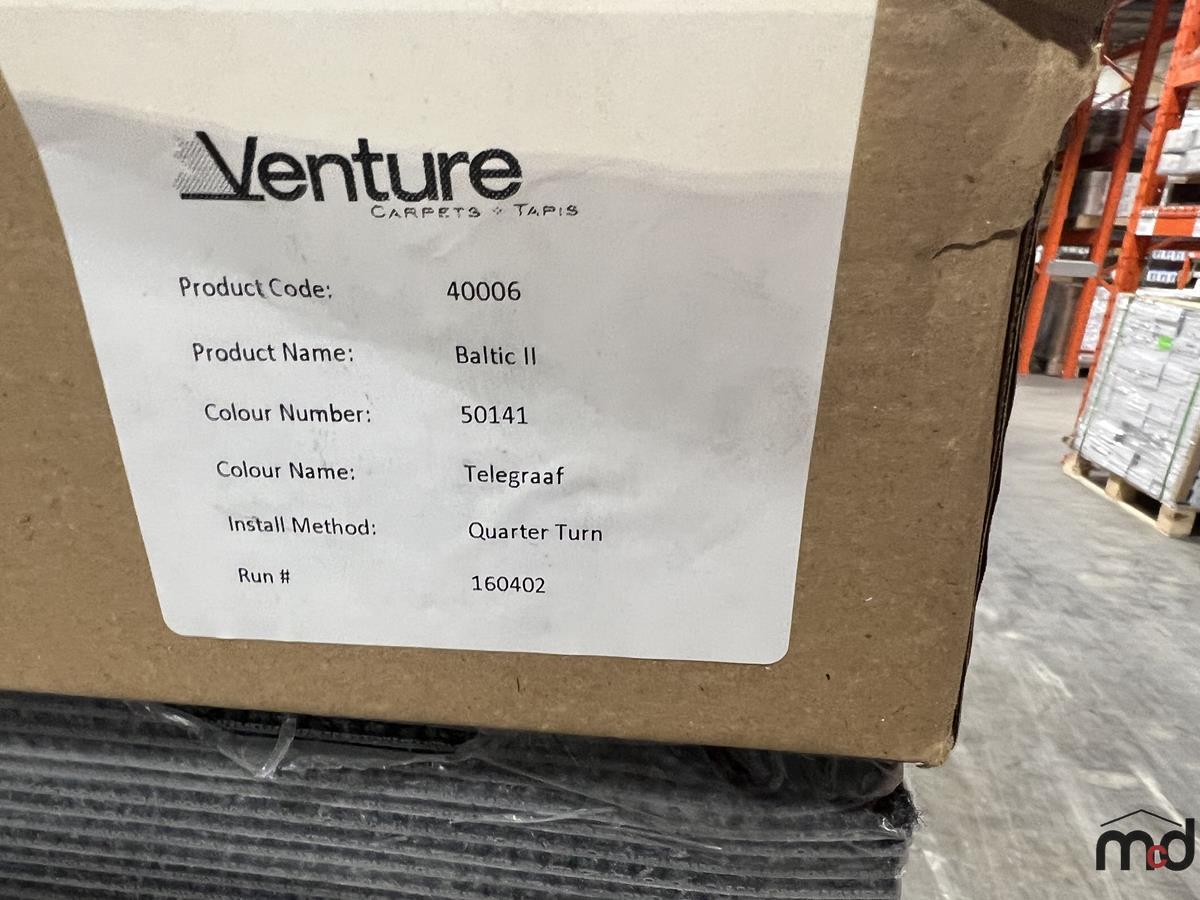 Venture
CARPETS + TAPIS
Product Code: 40006
Product Name: Baltic II
Colour Number: 50141
Colour Name: Telegraaf
Install Method: Quarter Turn
Run # 160402
mcd